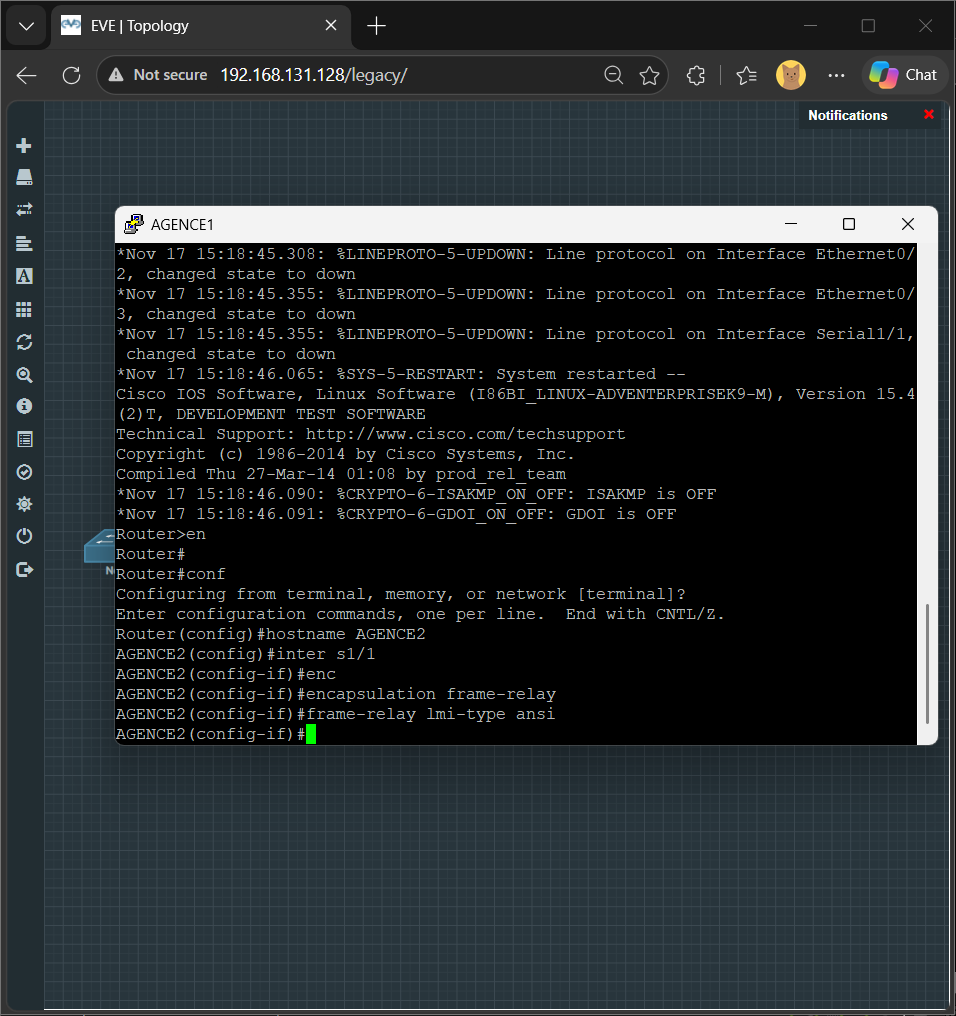 EVE | Topology
Not secure 192.168.131.128/legacy/
Chat
Notifications
AGENCE1
*Nov 17 15:18:45.308: %LINEPROTO-5-UPDOWN: Line protocol on Interface Ethernet0/
2, changed state to down
*Nov 17 15:18:45.355: %LINEPROTO-5-UPDOWN: Line protocol on Interface Ethernet0/
3, changed state to down
*Nov 17 15:18:45.355: %LINEPROTO-5-UPDOWN: Line protocol on Interface Serial1/1,
 changed state to down
*Nov 17 15:18:46.065: %SYS-5-RESTART: System restarted --
Cisco IOS Software, Linux Software (I86BI_LINUX-ADVENTERPRISEK9-M), Version 15.4
(2)T, DEVELOPMENT TEST SOFTWARE
Technical Support: http://www.cisco.com/techsupport
Copyright (c) 1986-2014 by Cisco Systems, Inc.
Compiled Thu 27-Mar-14 01:08 by prod_rel_team
*Nov 17 15:18:46.090: %CRYPTO-6-ISAKMP_ON_OFF: ISAKMP is OFF
*Nov 17 15:18:46.091: %CRYPTO-6-GDOI_ON_OFF: GDOI is OFF
Router>en
Router#
Router#conf
Configuring from terminal, memory, or network [terminal]?
Enter configuration commands, one per line.  End with CNTL/Z.
Router(config)#hostname AGENCE2
AGENCE2(config)#inter s1/1
AGENCE2(config-if)#enc
AGENCE2(config-if)#encapsulation frame-relay
AGENCE2(config-if)#frame-relay lmi-type ansi
AGENCE2(config-if)#